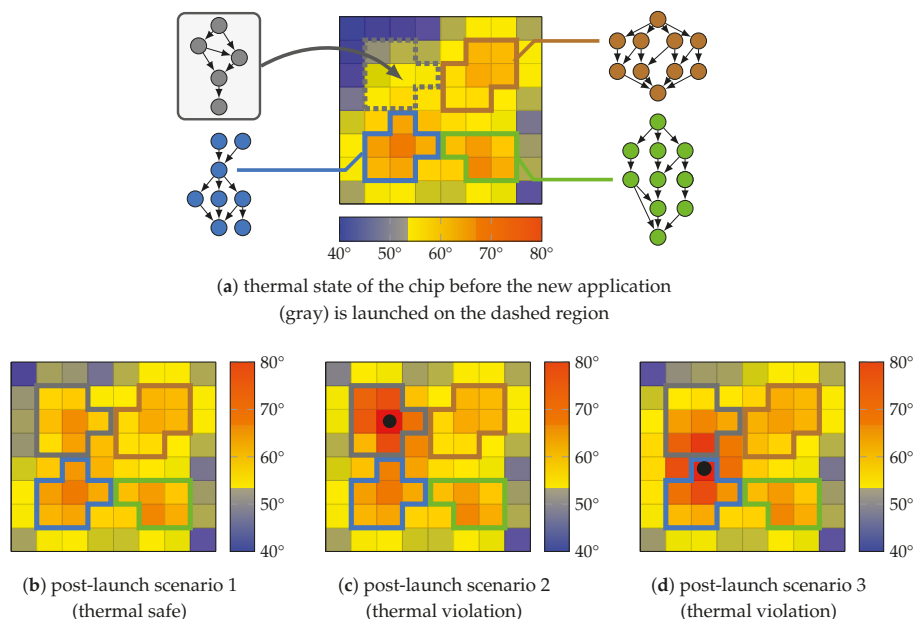 40° 50° 60° 70° 80°
(a) thermal state of the chip before the new application
(gray) is launched on the dashed region
80°
70°
60°
50°
40°
80°
70°
60°
50°
40°
80°
70°
60°
50°
40°
(b) post-launch scenario 1
(thermal safe)
(c) post-launch scenario 2
(thermal violation)
(d) post-launch scenario 3
(thermal violation)